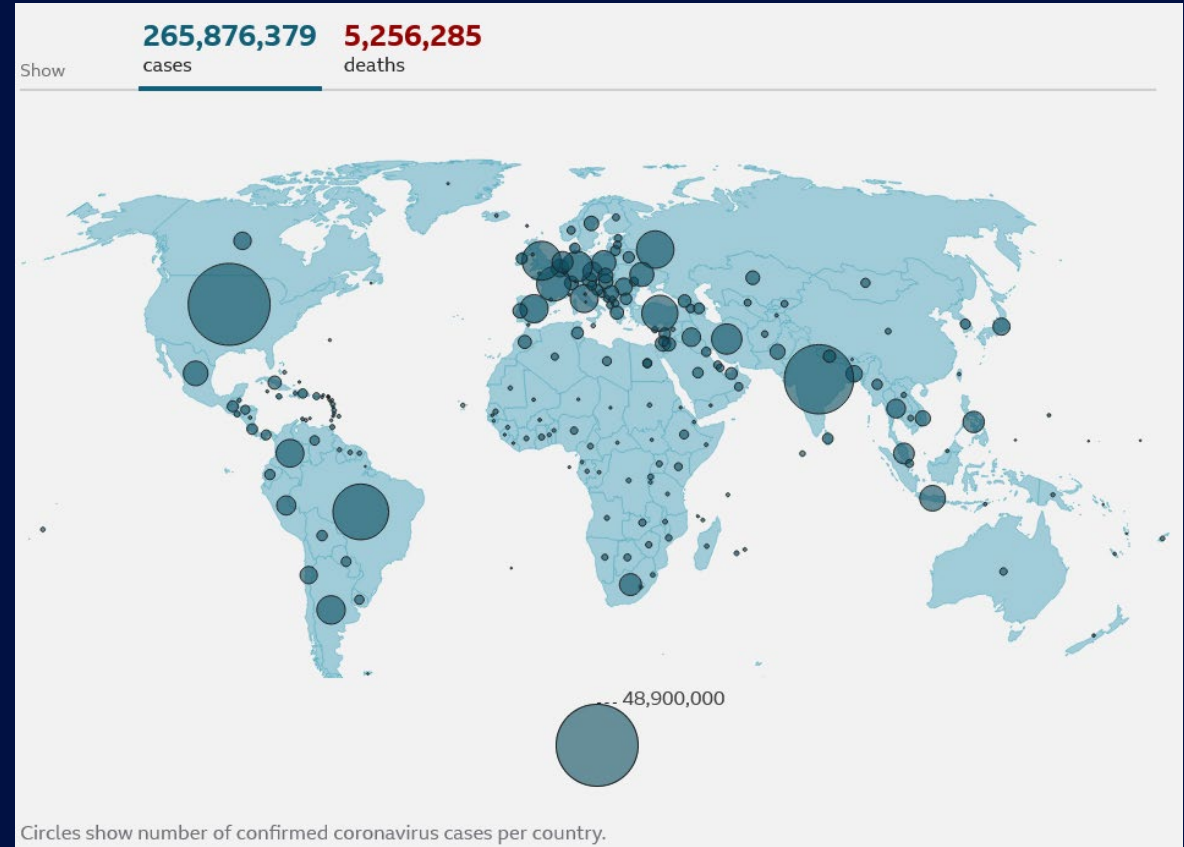 265,876,379 5,256,285
Show cases deaths
48,900,000
Circles show number of confirmed coronavirus cases per country.